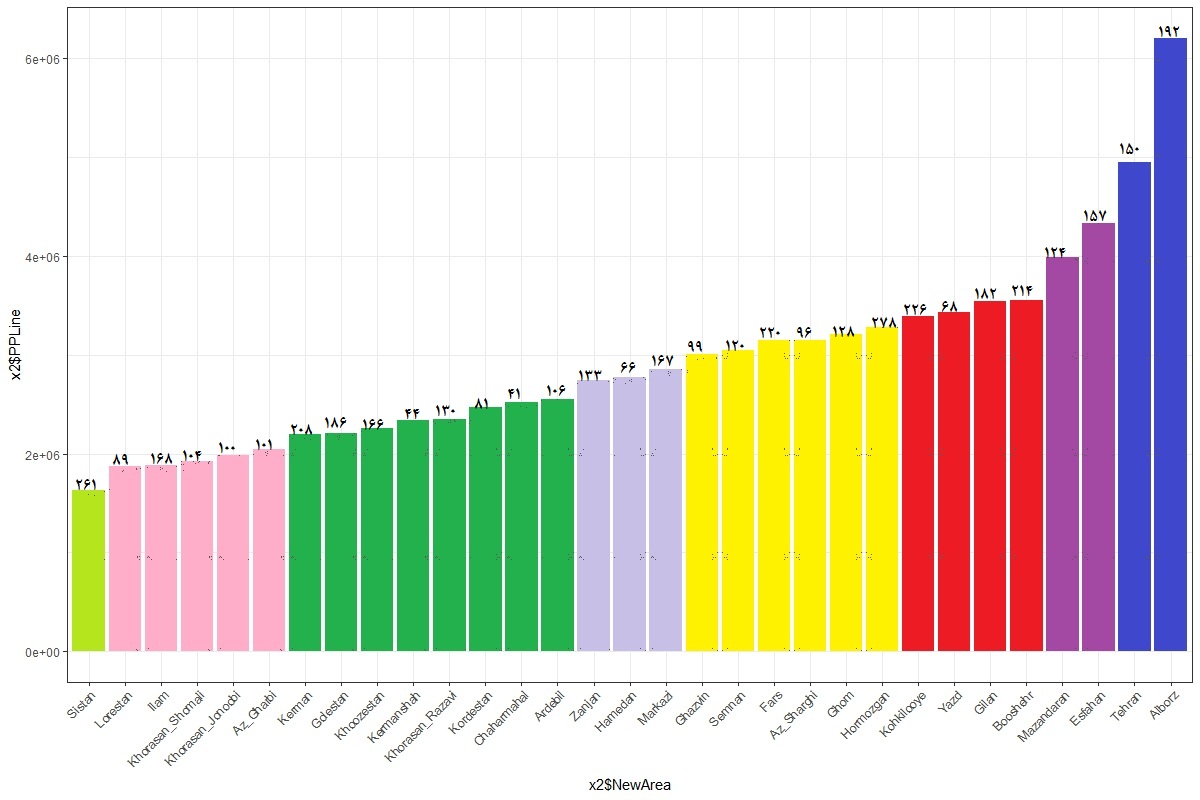 6e+06
4e+06
2e+06
0e+00
x2$PPLine
۲۶۱
۸۹
۱۶۸
۱۰۴
۱۰۰
۱۰۱
۲۰۸
۱۸۶
۱۶۶
۴۴
۱۳۰
۸۱
۴۱
۱۰۶
۱۳۳
۶۶
۱۶۷
۹۹
۱۲۰
۲۲۰
۹۶
۱۲۸
۲۷۸
۲۲۶
۶۸
۱۸۲
۲۱۴
۱۲۴
۱۵۷
۱۵۰
۱۹۲
Sistan
Lorestan
Ilam
Khorasan_Shomali
Khorasan_Jonoobi
Az_Gharbi
Kerman
Golestan
Khoozestan
Kermanshah
Khorasan_Razavi
Kordestan
Chaharmahal
Ardebil
Zanjan
Hamedan
Markazi
Ghazvin
Semnan
Fars
Az_Sharghi
Ghom
Hormozgan
Kohkilooye
Yazd
Gilan
Booshehr
Mazandaran
Esfahan
Tehran
Alborz
x2$NewArea